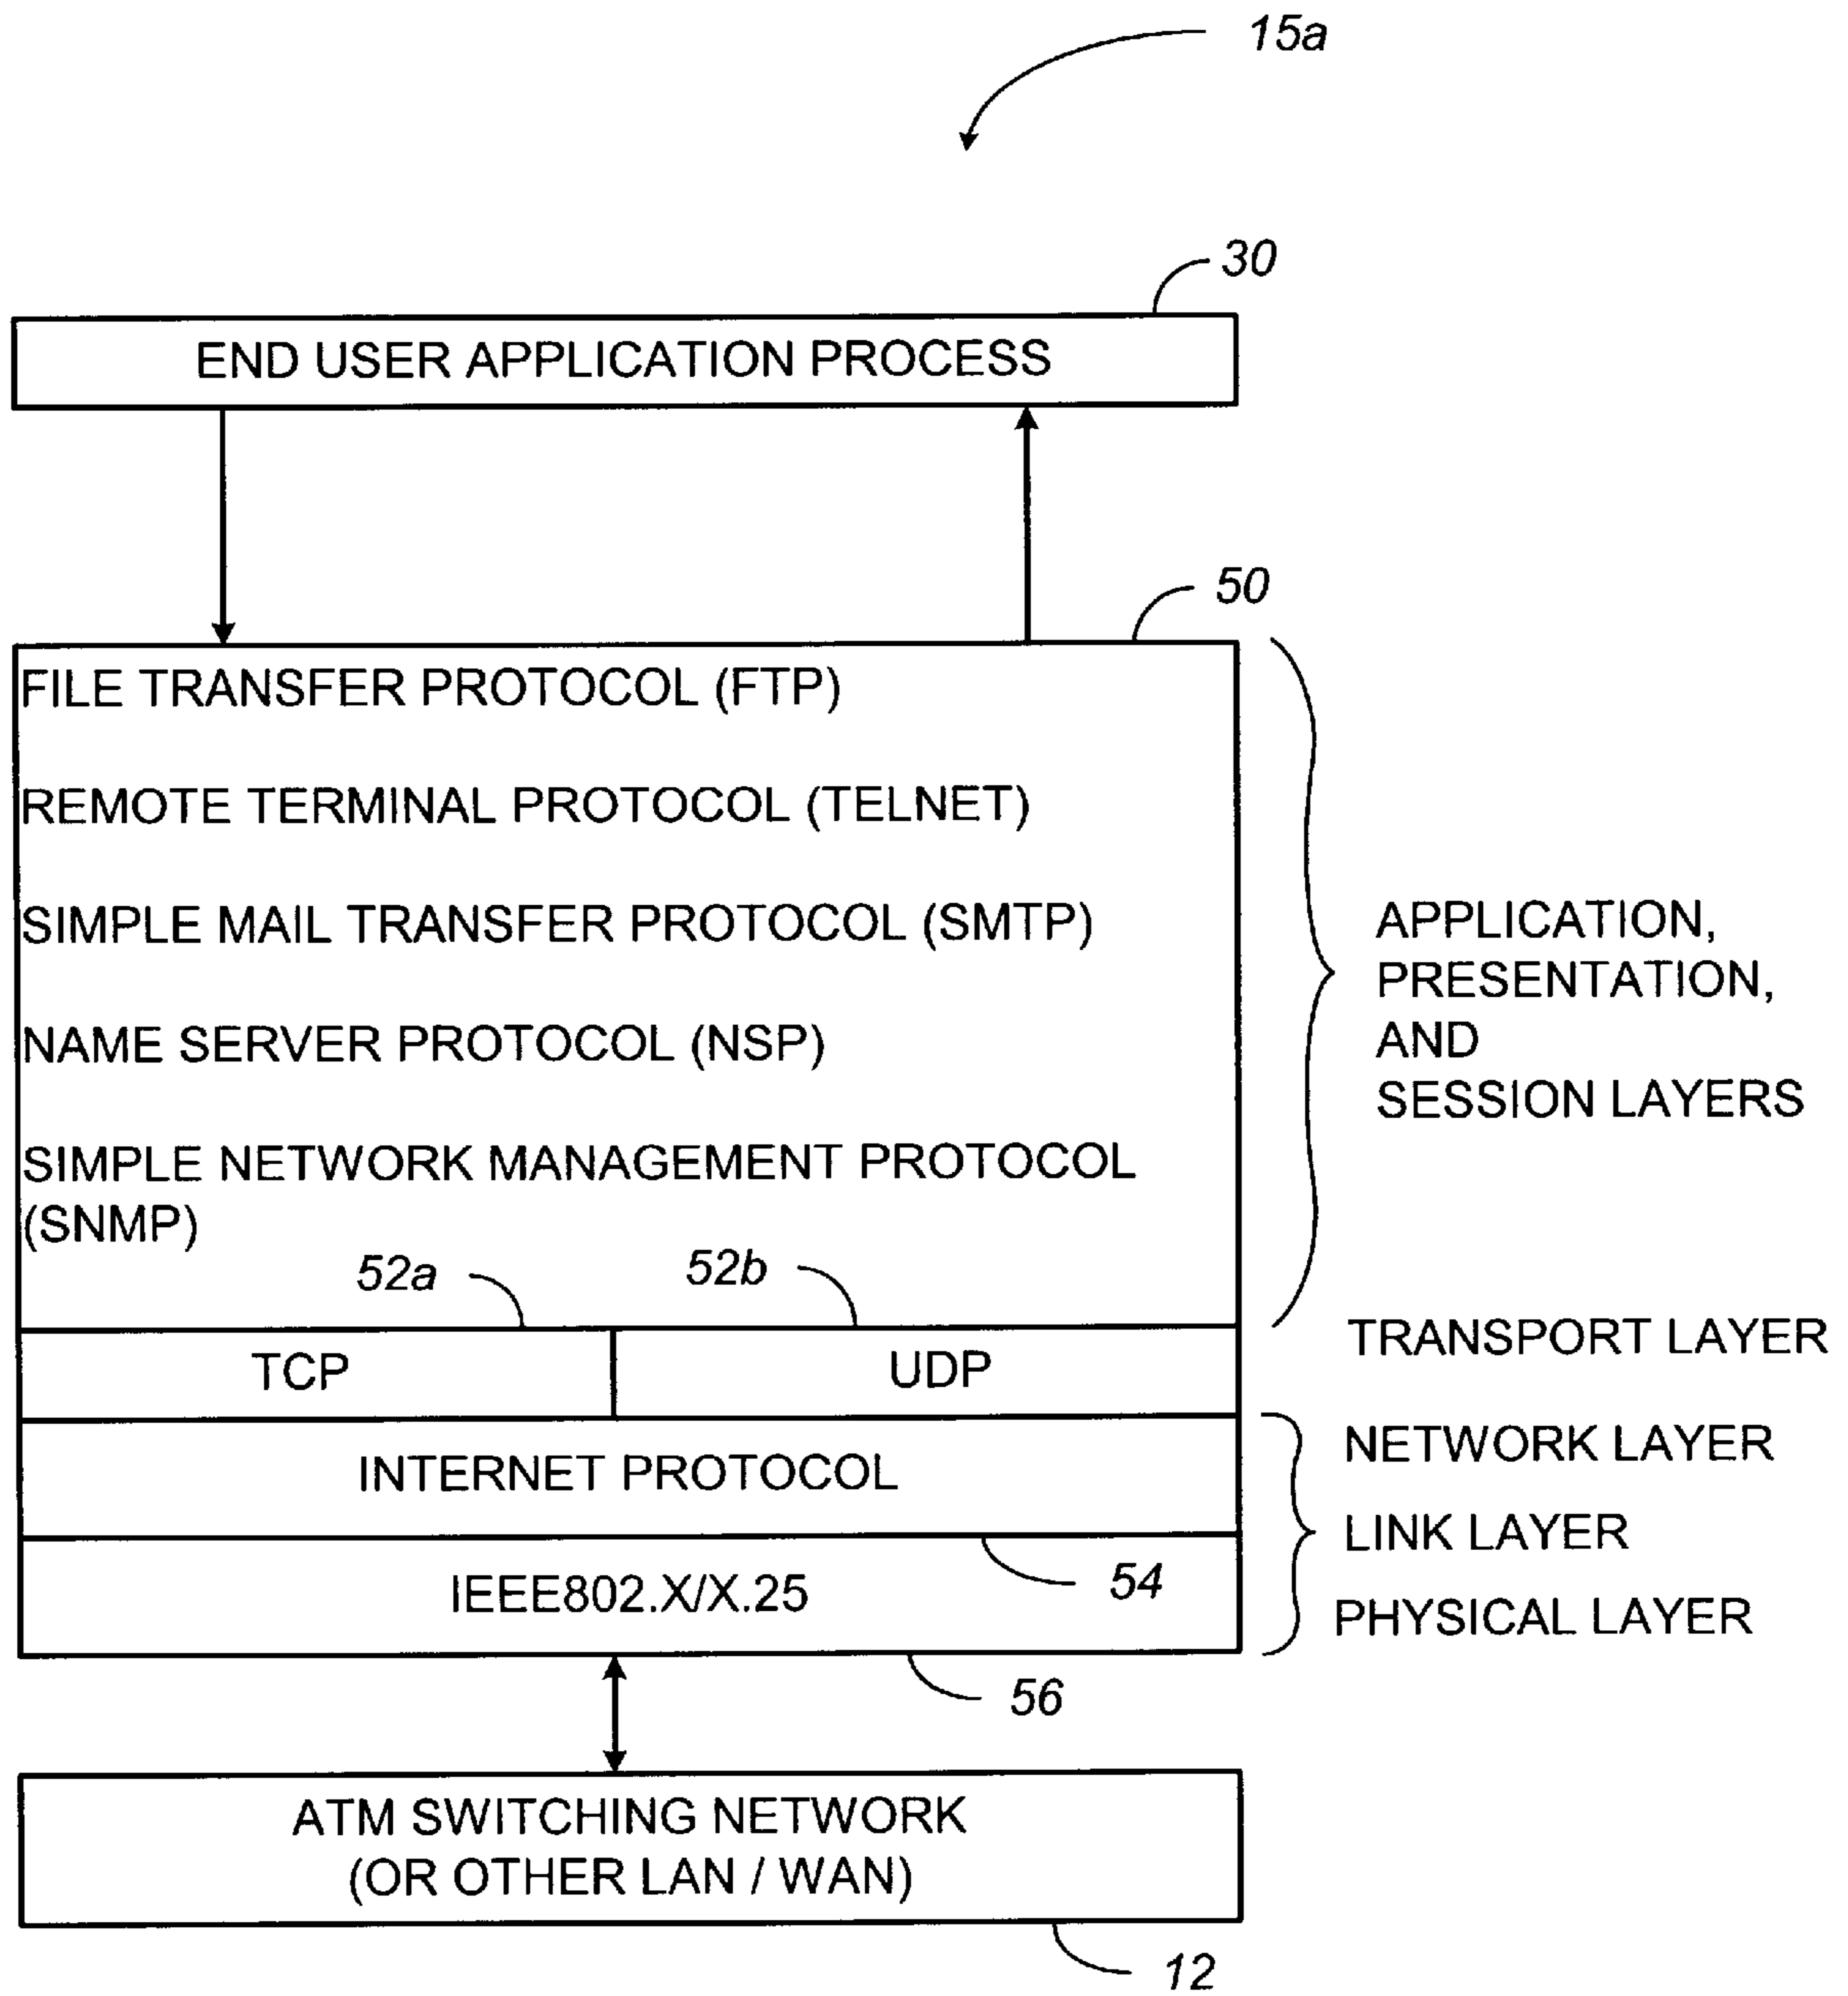 15a
30
END USER APPLICATION PROCESS
50
FILE TRANSFER PROTOCOL (FTP)
REMOTE TERMINAL PROTOCOL (TELNET)
SIMPLE MAIL TRANSFER PROTOCOL (SMTP)
NAME SERVER PROTOCOL (NSP)
SIMPLE NETWORK MANAGEMENT PROTOCOL
(SNMP)
APPLICATION,
PRESENTATION,
AND
SESSION LAYERS
52a
52b
TCP
UDP
TRANSPORT LAYER
INTERNET PROTOCOL
NETWORK LAYER
LINK LAYER
54
IEEE802.X/X.25
PHYSICAL LAYER
56
ATM SWITCHING NETWORK
(OR OTHER LAN / WAN)
12